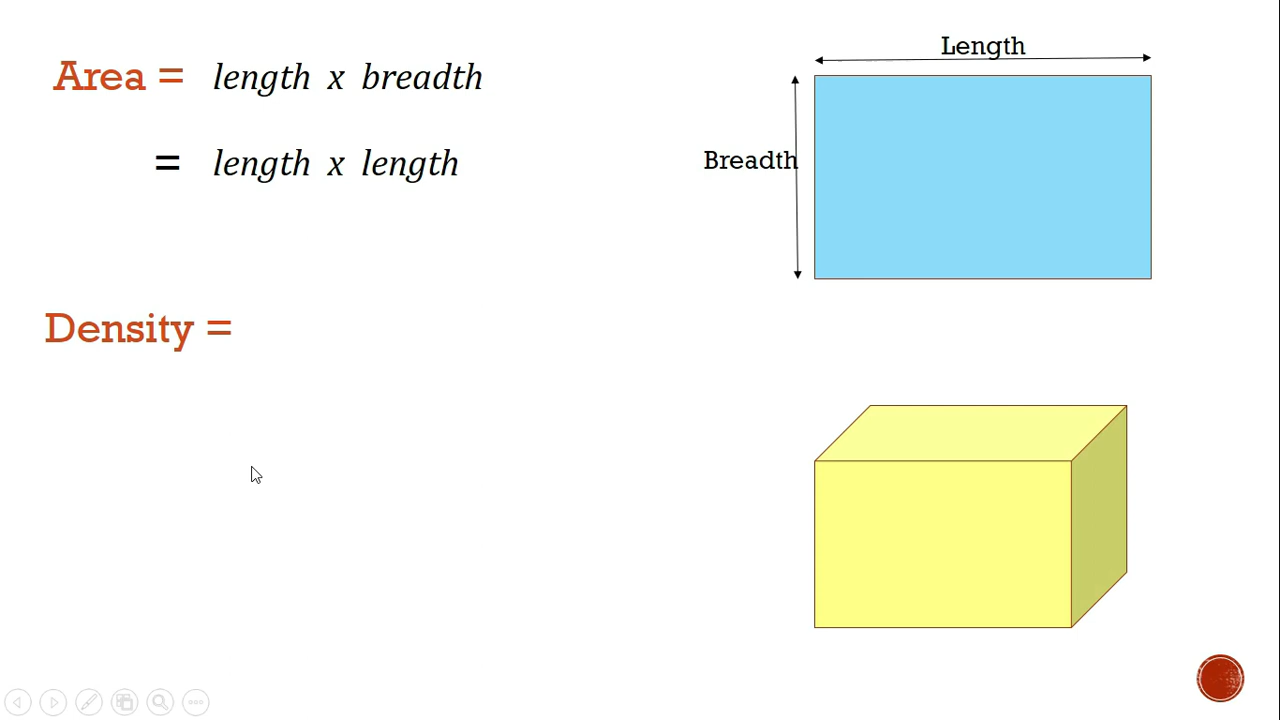 Area = length x breadth
= length x length
Length
Breadth
Density =